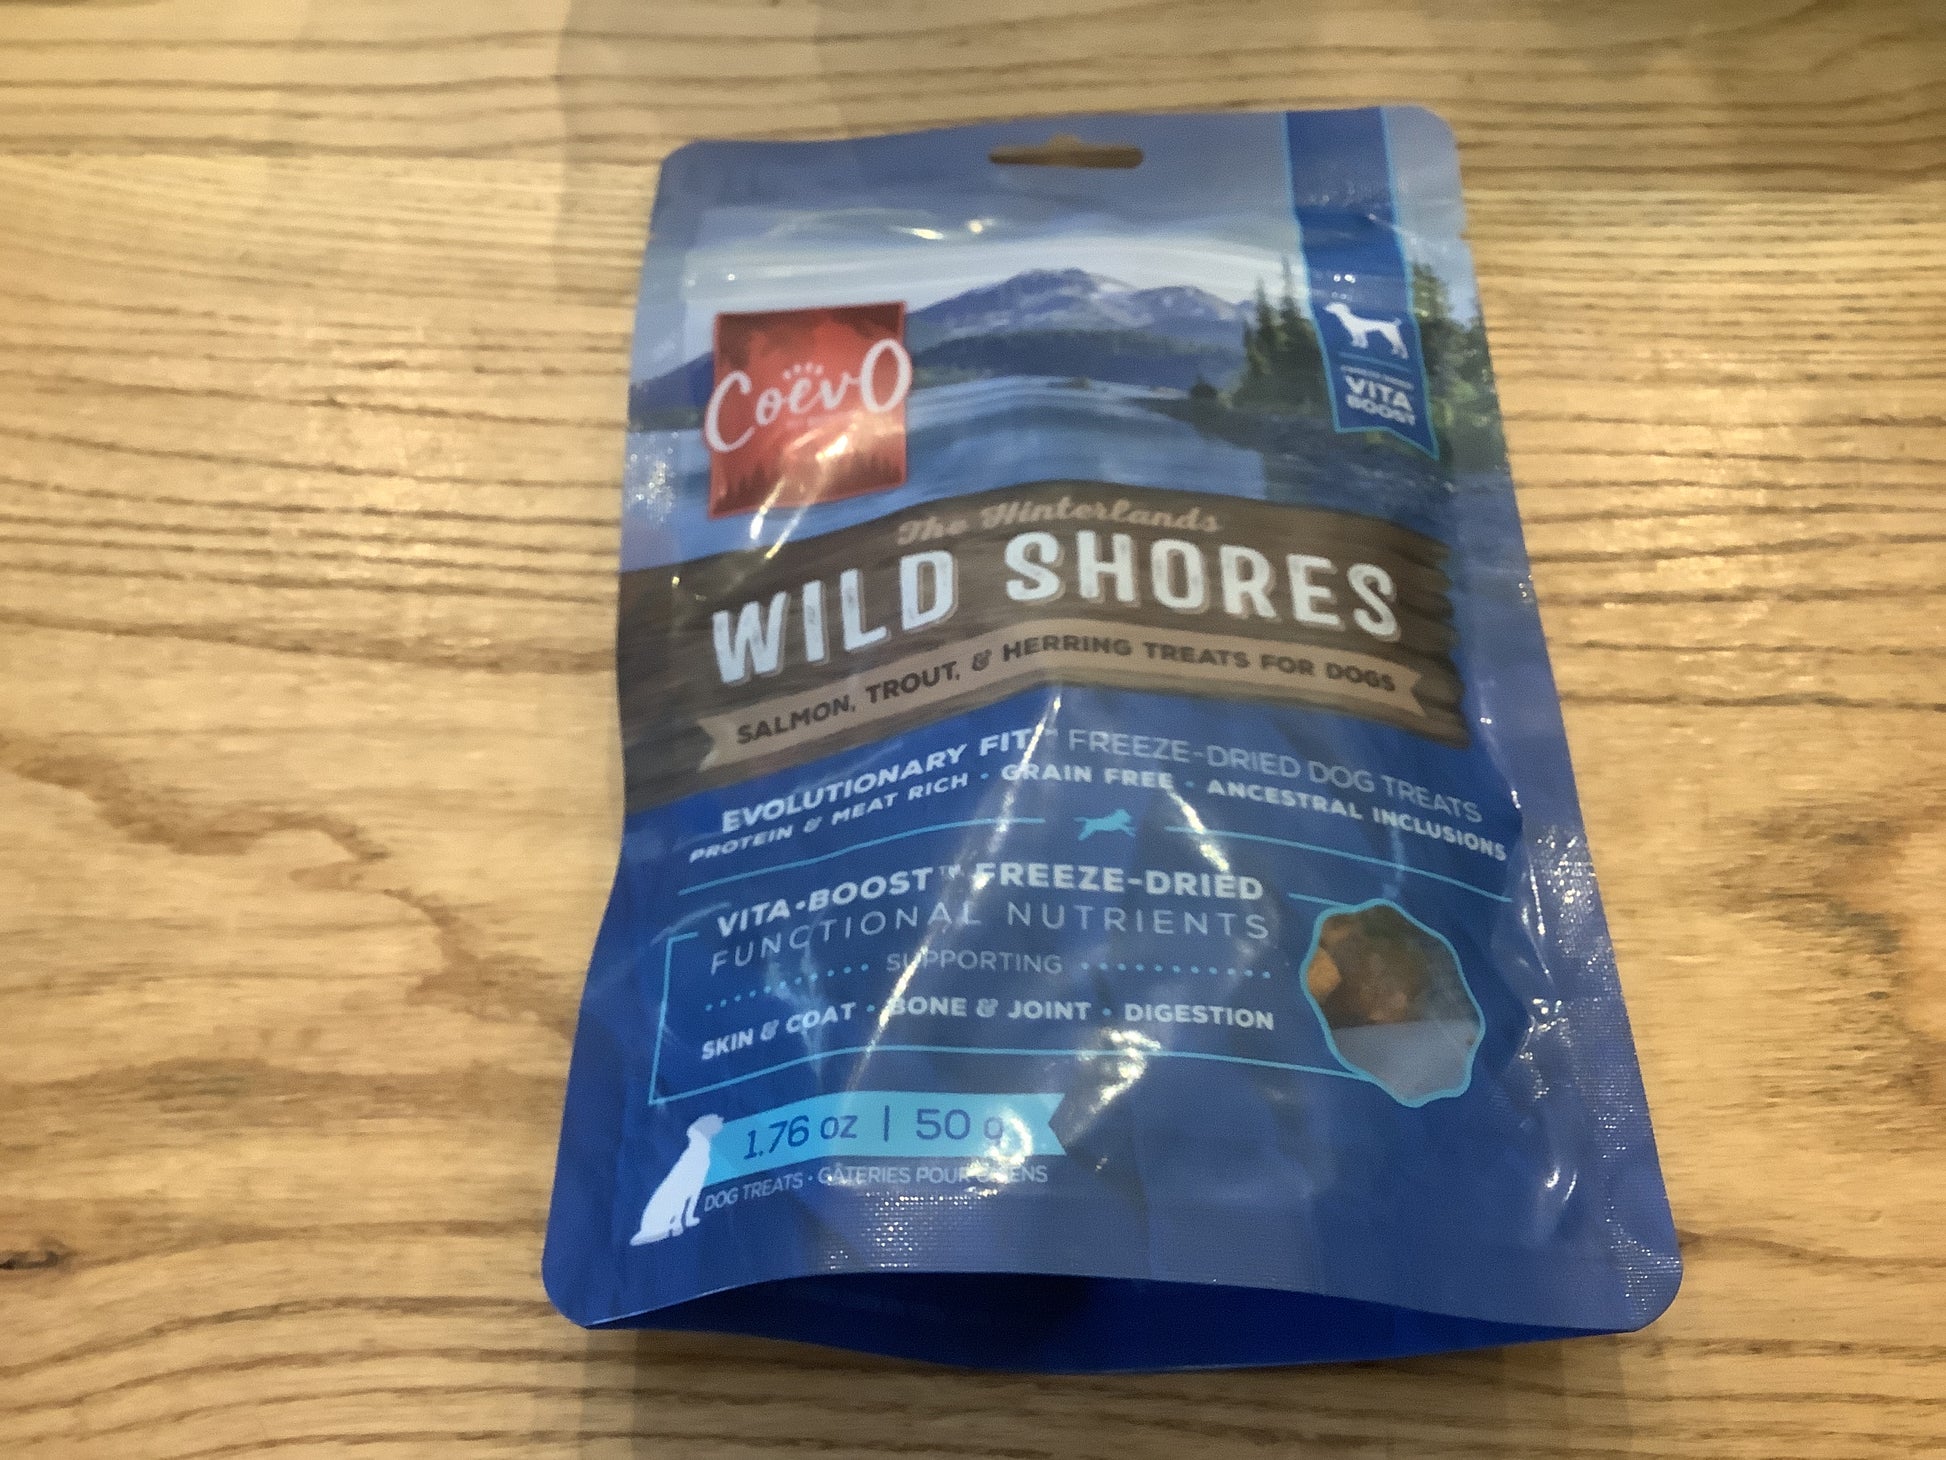 CoëvO
VITA
BOOST
The Hinterlands
WILD SHORES
SALMON, TROUT, & HERRING TREATS FOR DOGS
EVOLUTIONARY FIT™ FREEZE-DRIED DOG TREATS
PROTEIN & MEAT RICH · GRAIN FREE · ANCESTRAL INCLUSIONS
VITA·BOOST™ FREEZE-DRIED
FUNCTIONAL NUTRIENTS
SUPPORTING
SKIN & COAT · BONE & JOINT · DIGESTION
1.76 oz | 50 g
DOG TREATS · GÂTERIES POUR CHIENS